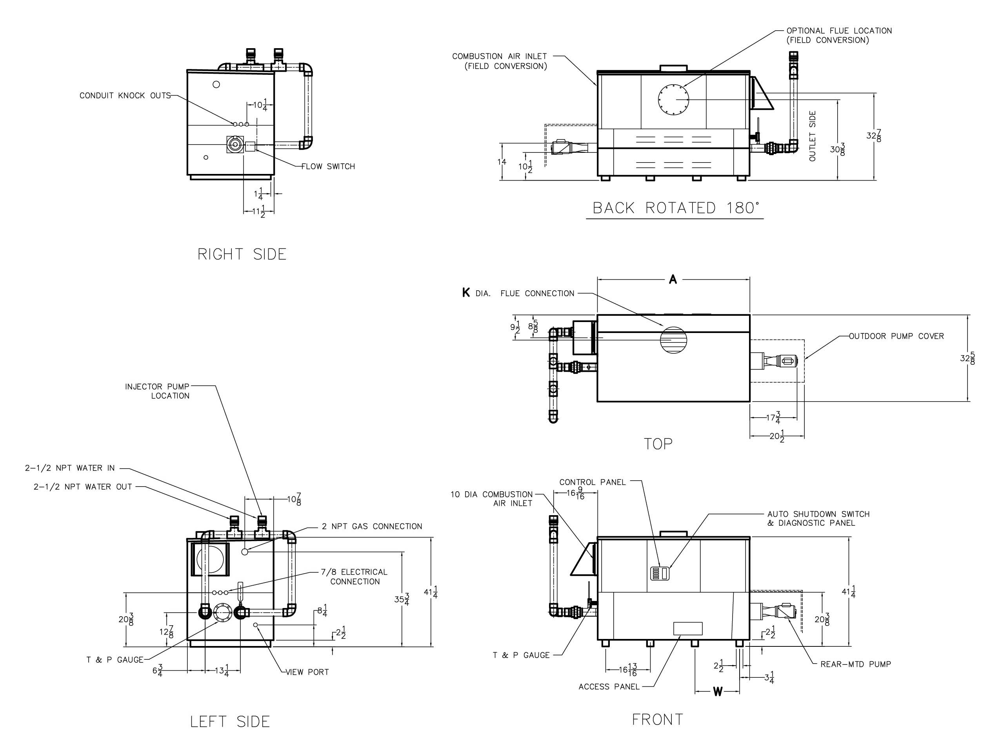 CONDUIT KNOCK OUTS
10 1/4
FLOW SWITCH
1 1/4
11 1/2
RIGHT SIDE
OPTIONAL FLUE LOCATION
(FIELD CONVERSION)
COMBUSTION AIR INLET
(FIELD CONVERSION)
OUTLET SIDE
32 7/8
30 3/8
14
10 1/2
BACK ROTATED 180°
A
K DIA. FLUE CONNECTION
9 1/2
8 5/8
OUTDOOR PUMP COVER
32 5/8
17 3/4
20 1/2
TOP
INJECTOR PUMP
LOCATION
2-1/2 NPT WATER IN
2-1/2 NPT WATER OUT
10 7/8
2 NPT GAS CONNECTION
7/8 ELECTRICAL
CONNECTION
41 1/4
35 3/4
8 1/4
2 1/2
20 3/8
12 7/8
T & P GAUGE
6 3/4
13 1/4
VIEW PORT
LEFT SIDE
CONTROL PANEL
16 9/16
10 DIA COMBUSTION
AIR INLET
AUTO SHUTDOWN SWITCH
& DIAGNOSTIC PANEL
41 1/4
20 3/8
2 1/2
T & P GAUGE
16 13/16
2 1/2
3 1/4
REAR-MTD PUMP
ACCESS PANEL
W
FRONT